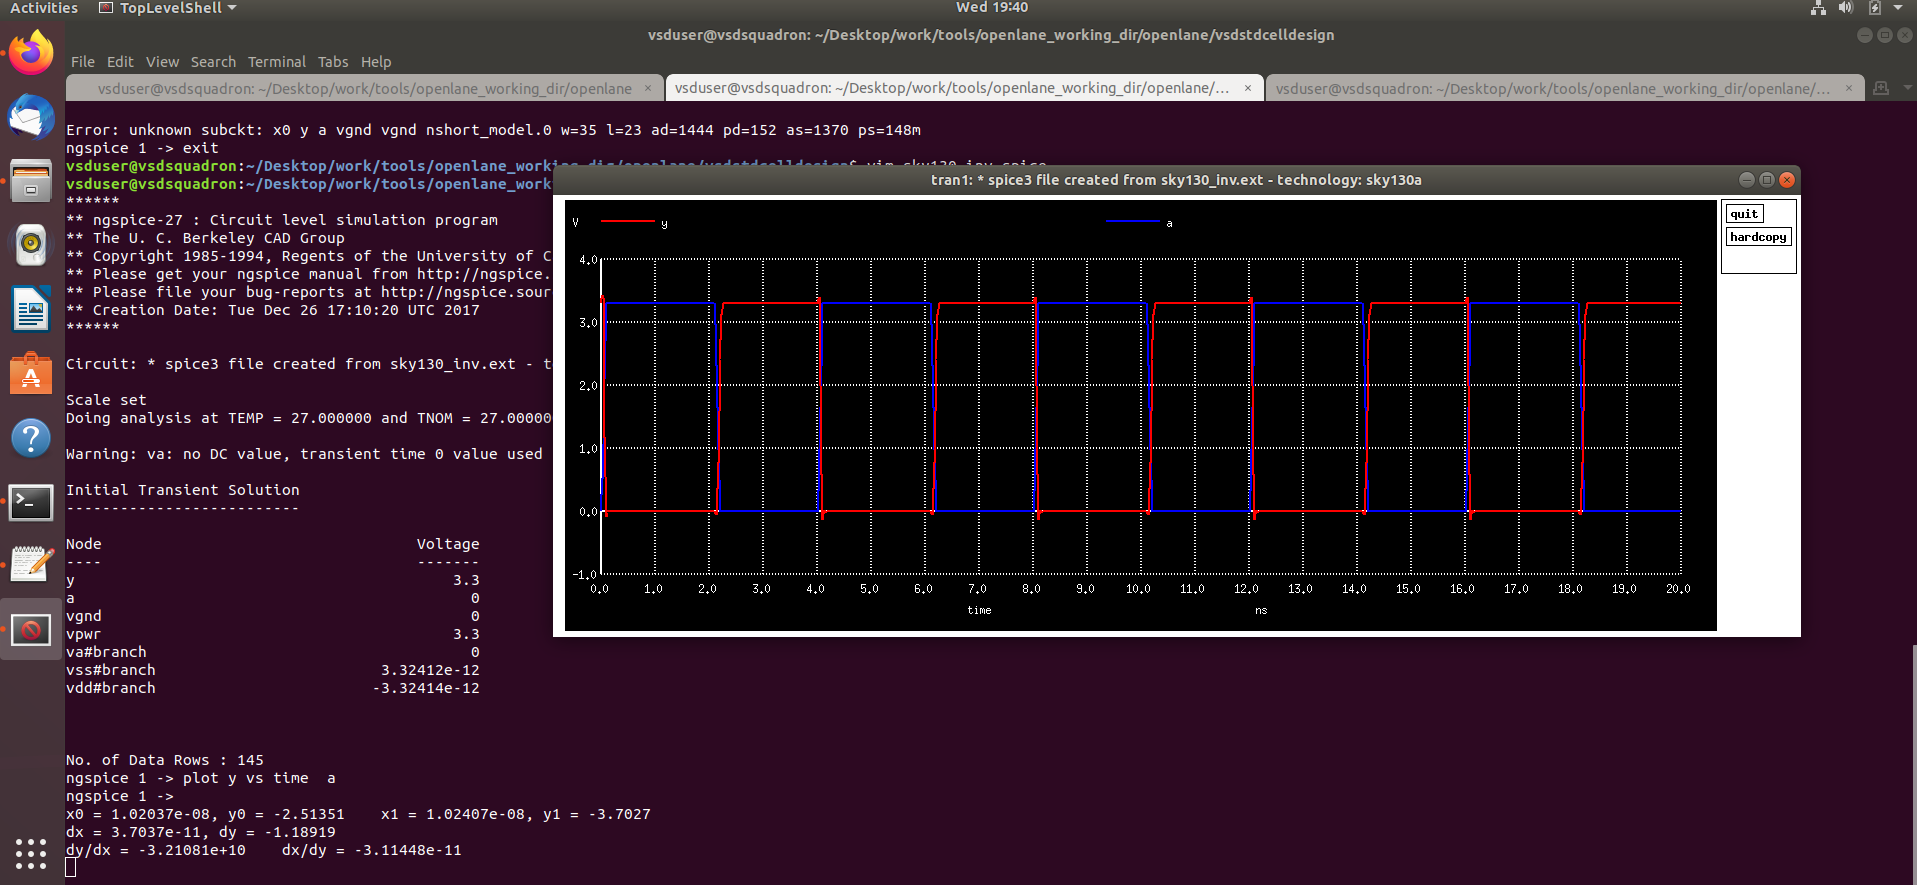 Activities TopLevelShell Wed 19:40
vsduser@vsdsquadron: ~/Desktop/work/tools/openlane_working_dir/openlane/vsdstdcelldesign
File Edit View Search Terminal Tabs Help
vsduser@vsdsquadron: ~/Desktop/work/tools/openlane_working_dir/openlane × vsduser@vsdsquadron: ~/Desktop/work/tools/openlane_working_dir/openlane/... × vsduser@vsdsquadron: ~/Desktop/work/tools/openlane_working_dir/openlane/... ×
Error: unknown subckt: x0 y a vgnd vgnd nshort_model.0 w=35 l=23 ad=1444 pd=152 as=1370 ps=148m
ngspice 1 -> exit
vsduser@vsdsquadron:~/Desktop/work/tools/openlane_working_dir/openlane/vsdstdcelldesign$ vim sky130_inv.spice
vsduser@vsdsquadron:~/Desktop/work/tools/openlane_work
******
** ngspice-27 : Circuit level simulation program
** The U. C. Berkeley CAD Group
** Copyright 1985-1994, Regents of the University of C
** Please get your ngspice manual from http://ngspice.
** Please file your bug-reports at http://ngspice.sour
** Creation Date: Tue Dec 26 17:10:20 UTC 2017
******
Circuit: * spice3 file created from sky130_inv.ext - t
Scale set
Doing analysis at TEMP = 27.000000 and TNOM = 27.00000
Warning: va: no DC value, transient time 0 value used
Initial Transient Solution
--------------------------
Node Voltage
---- -------
y 3.3
a 0
vgnd 0
vpwr 3.3
va#branch 0
vss#branch 3.32412e-12
vdd#branch -3.32414e-12
No. of Data Rows : 145
ngspice 1 -> plot y vs time  a
ngspice 1 ->
x0 = 1.02037e-08, y0 = -2.51351    x1 = 1.02407e-08, y1 = -3.7027
dx = 3.7037e-11, dy = -1.18919
dy/dx = -3.21081e+10    dx/dy = -3.11448e-11
tran1: * spice3 file created from sky130_inv.ext - technology: sky130a
quit
hardcopy
V y a
4.0
3.0
2.0
1.0
0.0
-1.0
0.0 1.0 2.0 3.0 4.0 5.0 6.0 7.0 8.0 9.0 10.0 11.0 12.0 13.0 14.0 15.0 16.0 17.0 18.0 19.0 20.0
time ns